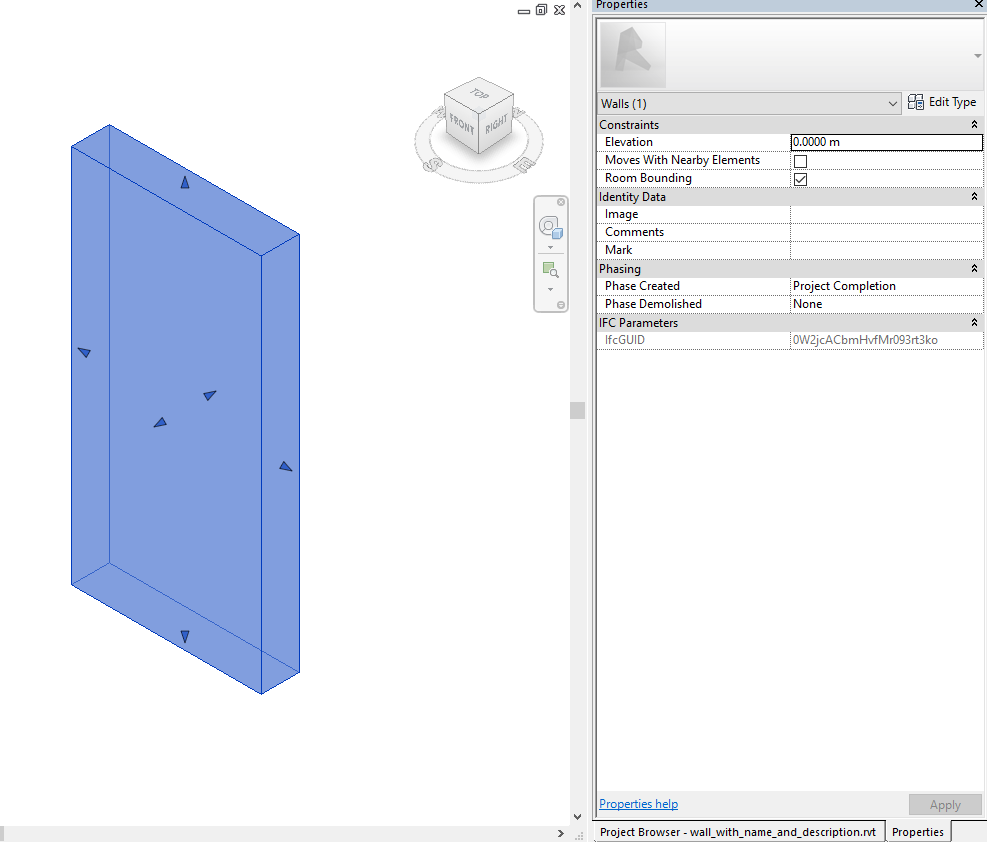 Properties
TOP
FRONT
RIGHT
S
E
Walls (1)
Edit Type
Constraints
Elevation 0.0000 m
Moves With Nearby Elements
Room Bounding
Identity Data
Image
Comments
Mark
Phasing
Phase Created Project Completion
Phase Demolished None
IFC Parameters
IfcGUID 0W2jcACbmHvfMr093rt3ko
Properties help
Apply
Project Browser - wall_with_name_and_description.rvt
Properties